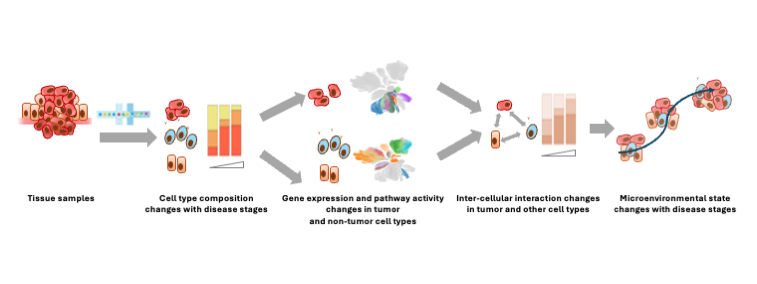 Tissue samples
Cell type composition
changes with disease stages
Gene expression and pathway activity
changes in tumor
and non-tumor cell types
Inter-cellular interaction changes
in tumor and other cell types
Microenvironmental state
changes with disease stages